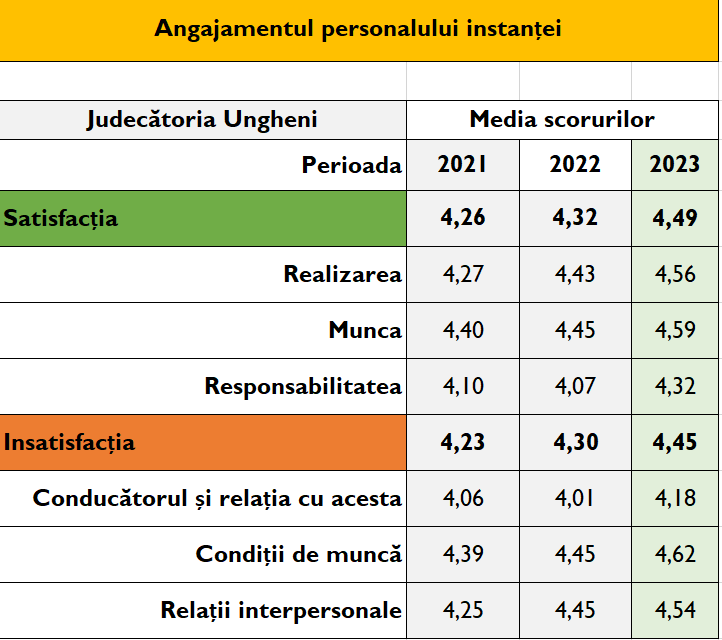 Angajamentul personalului instanței
Judecătoria Ungheni Media scorurilor
Perioada 2021 2022 2023
Satisfacția 4,26 4,32 4,49
Realizarea 4,27 4,43 4,56
Munca 4,40 4,45 4,59
Responsabilitatea 4,10 4,07 4,32
Insatisfacția 4,23 4,30 4,45
Conducătorul și relația cu acesta 4,06 4,01 4,18
Condiții de muncă 4,39 4,45 4,62
Relații interpersonale 4,25 4,45 4,54